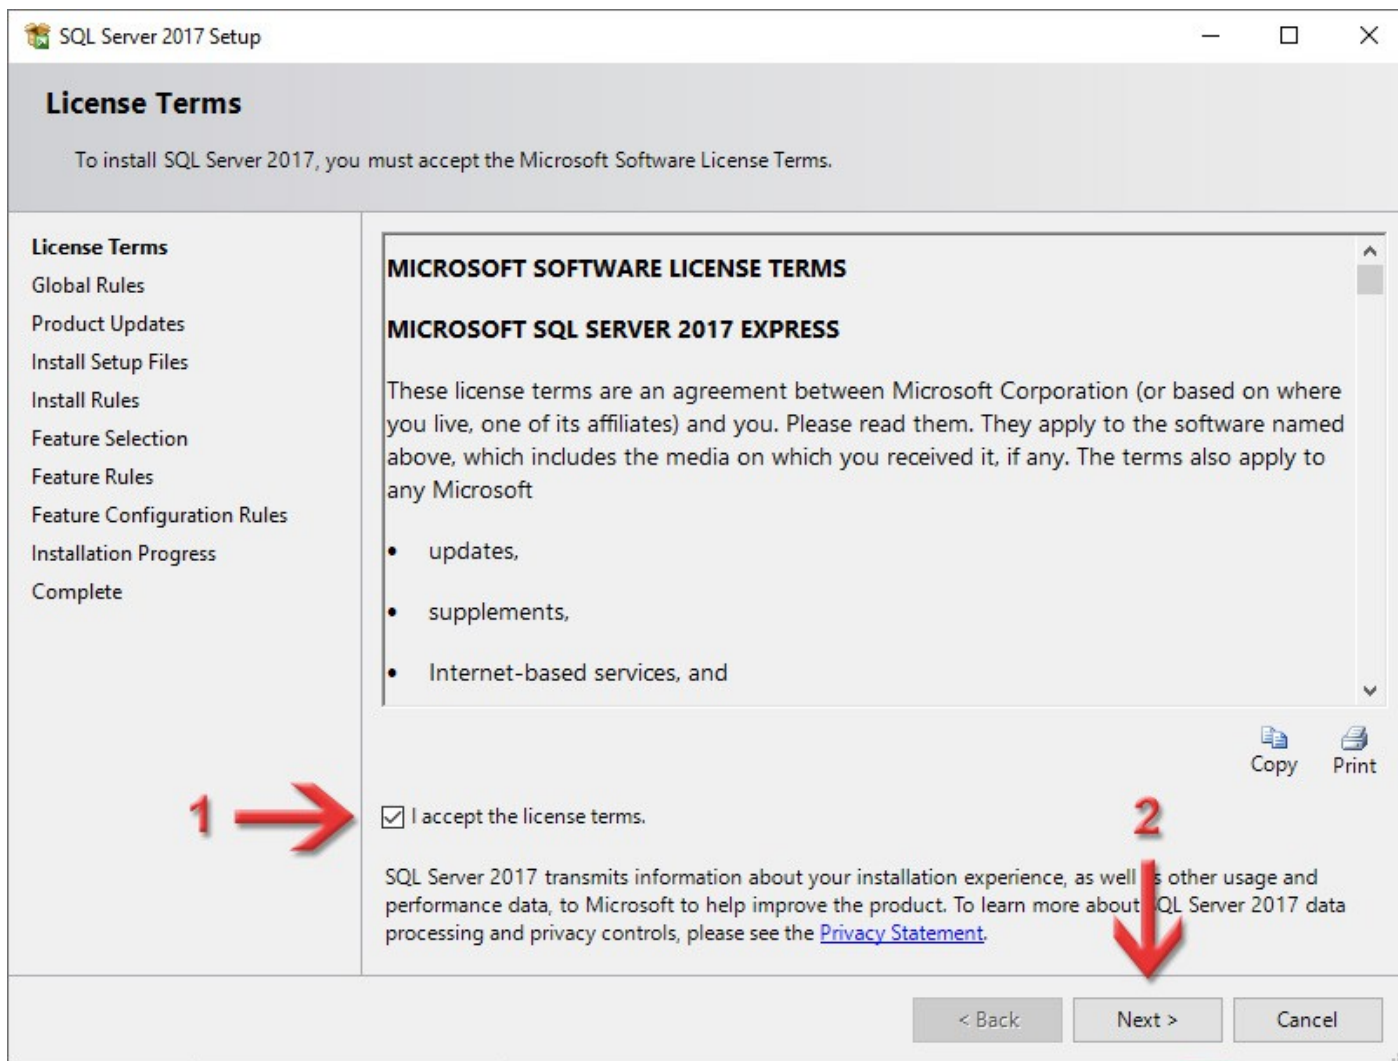 SQL Server 2017 Setup
License Terms
To install SQL Server 2017, you must accept the Microsoft Software License Terms.
License Terms
Global Rules
Product Updates
Install Setup Files
Install Rules
Feature Selection
Feature Rules
Feature Configuration Rules
Installation Progress
Complete
MICROSOFT SOFTWARE LICENSE TERMS
MICROSOFT SQL SERVER 2017 EXPRESS
These license terms are an agreement between Microsoft Corporation (or based on where
you live, one of its affiliates) and you. Please read them. They apply to the software named
above, which includes the media on which you received it, if any. The terms also apply to
any Microsoft
• updates,
• supplements,
• Internet-based services, and
Copy Print
1
I accept the license terms.
2
SQL Server 2017 transmits information about your installation experience, as well as other usage and
performance data, to Microsoft to help improve the product. To learn more about SQL Server 2017 data
processing and privacy controls, please see the Privacy Statement.
< Back Next > Cancel